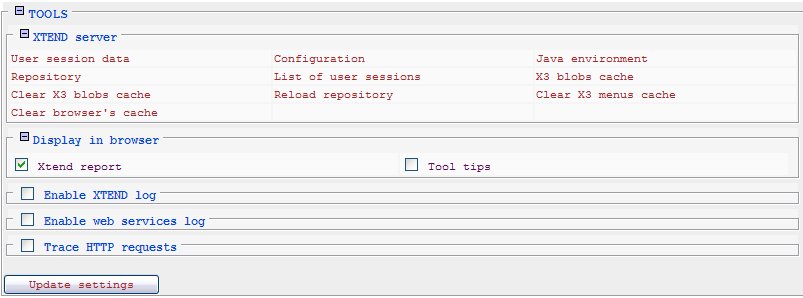 TOOLS
XTEND server
User session data Configuration Java environment
Repository List of user sessions X3 blobs cache
Clear X3 blobs cache Reload repository Clear X3 menus cache
Clear browser's cache
Display in browser
Xtend report Tool tips
Enable XTEND log
Enable web services log
Trace HTTP requests
Update settings